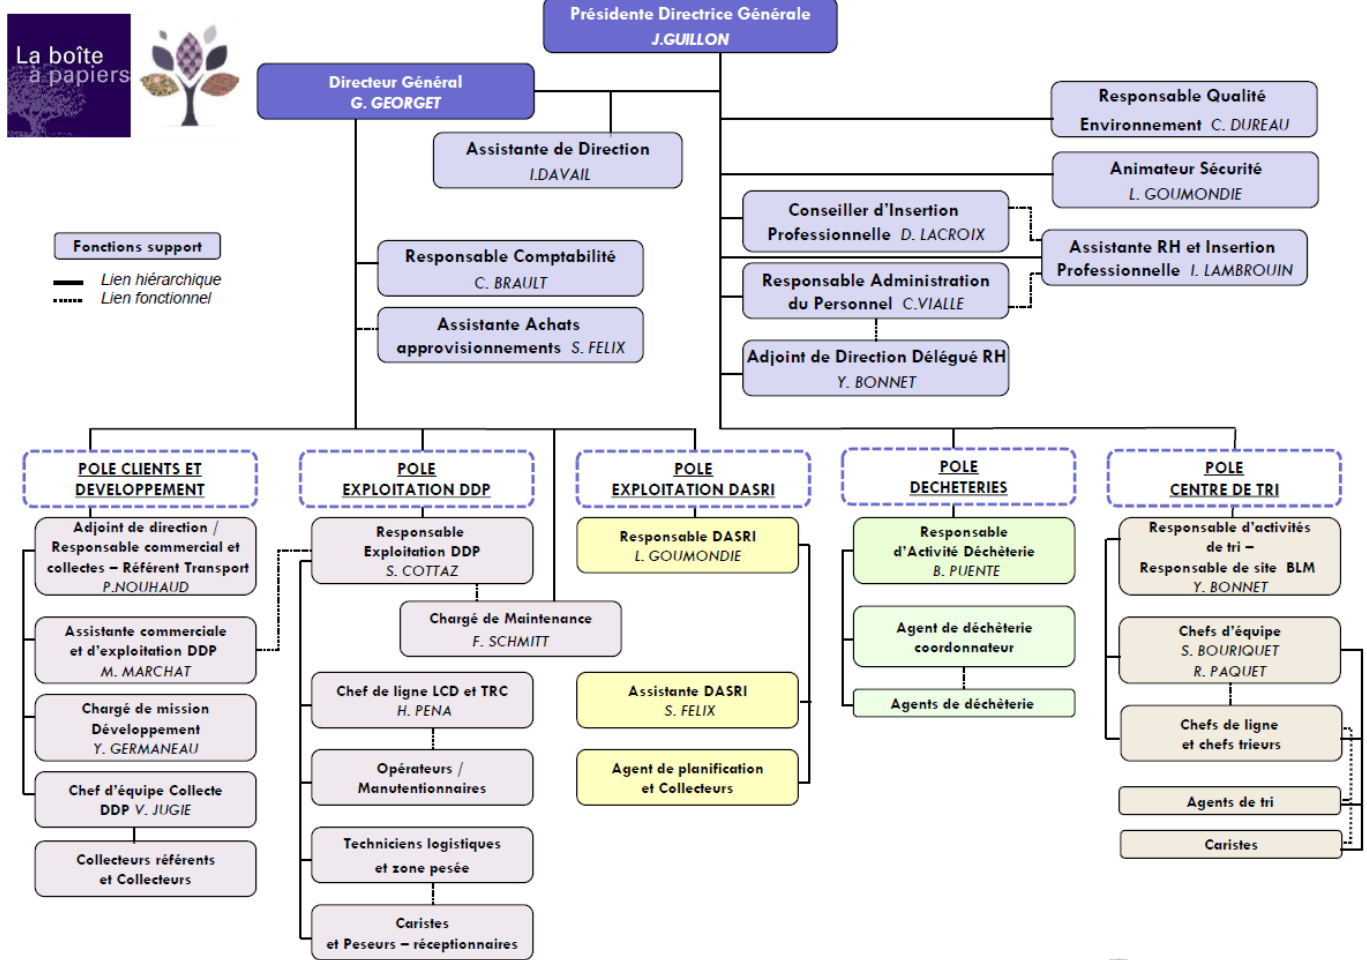 La boîte
à papiers
Présidente Directrice Générale
J.GUILLON
Directeur Général
G. GEORGET
Assistante de Direction
I.DAVAIL
Responsable Qualité
Environnement C. DUREAU
Animateur Sécurité
L. GOUMONDIE
Conseiller d'Insertion
Professionnelle D. LACROIX
Assistante RH et Insertion
Professionnelle I. LAMBROUIN
Responsable Administration
du Personnel C.VIALLE
Adjoint de Direction Délégué RH
Y. BONNET
Fonctions support
Lien hiérarchique
Lien fonctionnel
Responsable Comptabilité
C. BRAULT
Assistante Achats
approvisionnements S. FELIX
POLE CLIENTS ET
DEVELOPPEMENT
Adjoint de direction /
Responsable commercial et
collectes – Référent Transport
P.NOUHAUD
Assistante commerciale
et d'exploitation DDP
M. MARCHAT
Chargé de mission
Développement
Y. GERMANEAU
Chef d'équipe Collecte
DDP V. JUGIE
Collecteurs référents
et Collecteurs
POLE
EXPLOITATION DDP
Responsable
Exploitation DDP
S. COTTAZ
Chargé de Maintenance
F. SCHMITT
Chef de ligne LCD et TRC
H. PENA
Opérateurs /
Manutentionnaires
Techniciens logistiques
et zone pesée
Caristes
et Peseurs – réceptionnaires
POLE
EXPLOITATION DASRI
Responsable DASRI
L. GOUMONDIE
Assistante DASRI
S. FELIX
Agent de planification
et Collecteurs
POLE
DECHETERIES
Responsable
d'Activité Déchèterie
B. PUENTE
Agent de déchèterie
coordonnateur
Agents de déchèterie
POLE
CENTRE DE TRI
Responsable d'activités
de tri –
Responsable de site BLM
Y. BONNET
Chefs d'équipe
S. BOURIQUET
R. PAQUET
Chefs de ligne
et chefs trieurs
Agents de tri
Caristes